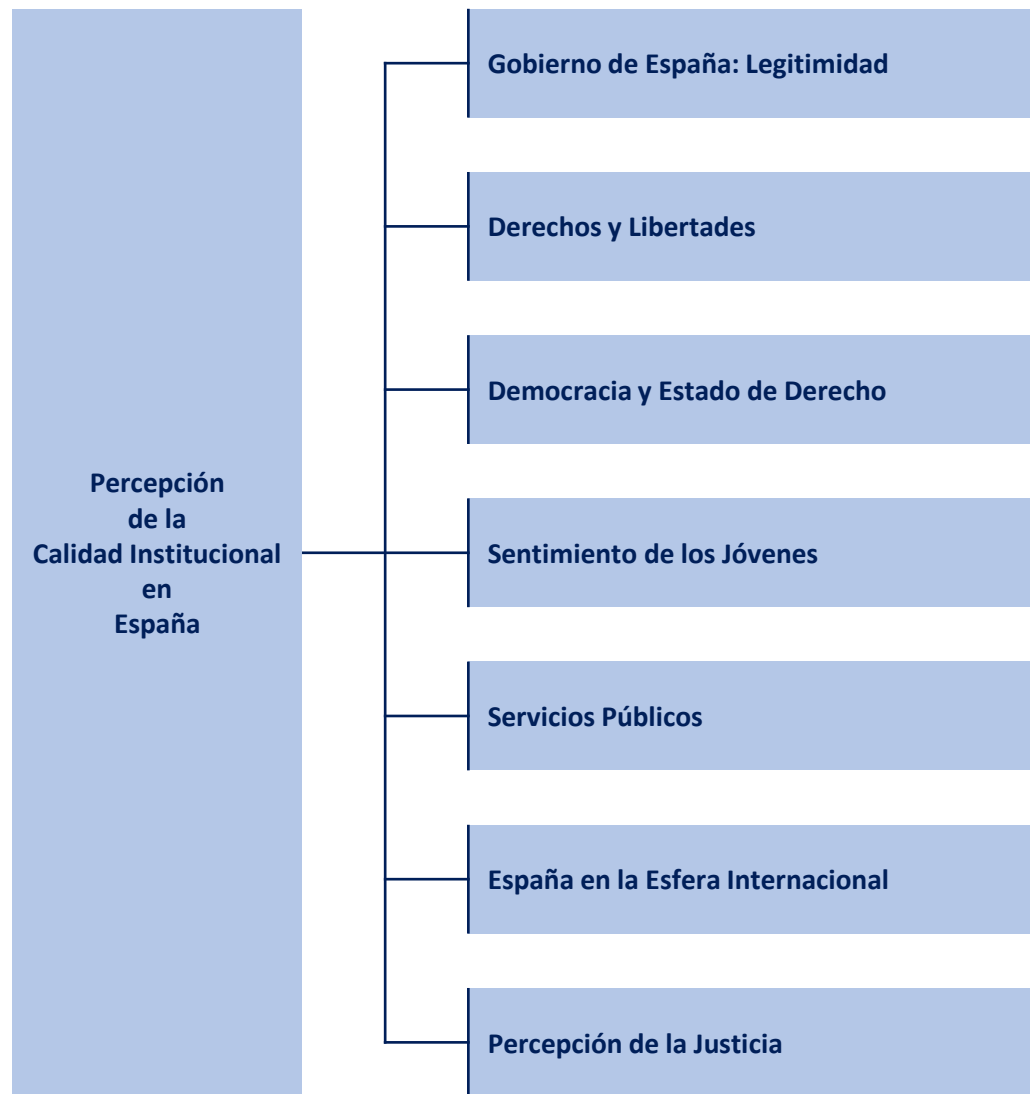 Percepción
de la
Calidad Institucional
en
España
Gobierno de España: Legitimidad
Derechos y Libertades
Democracia y Estado de Derecho
Sentimiento de los Jóvenes
Servicios Públicos
España en la Esfera Internacional
Percepción de la Justicia